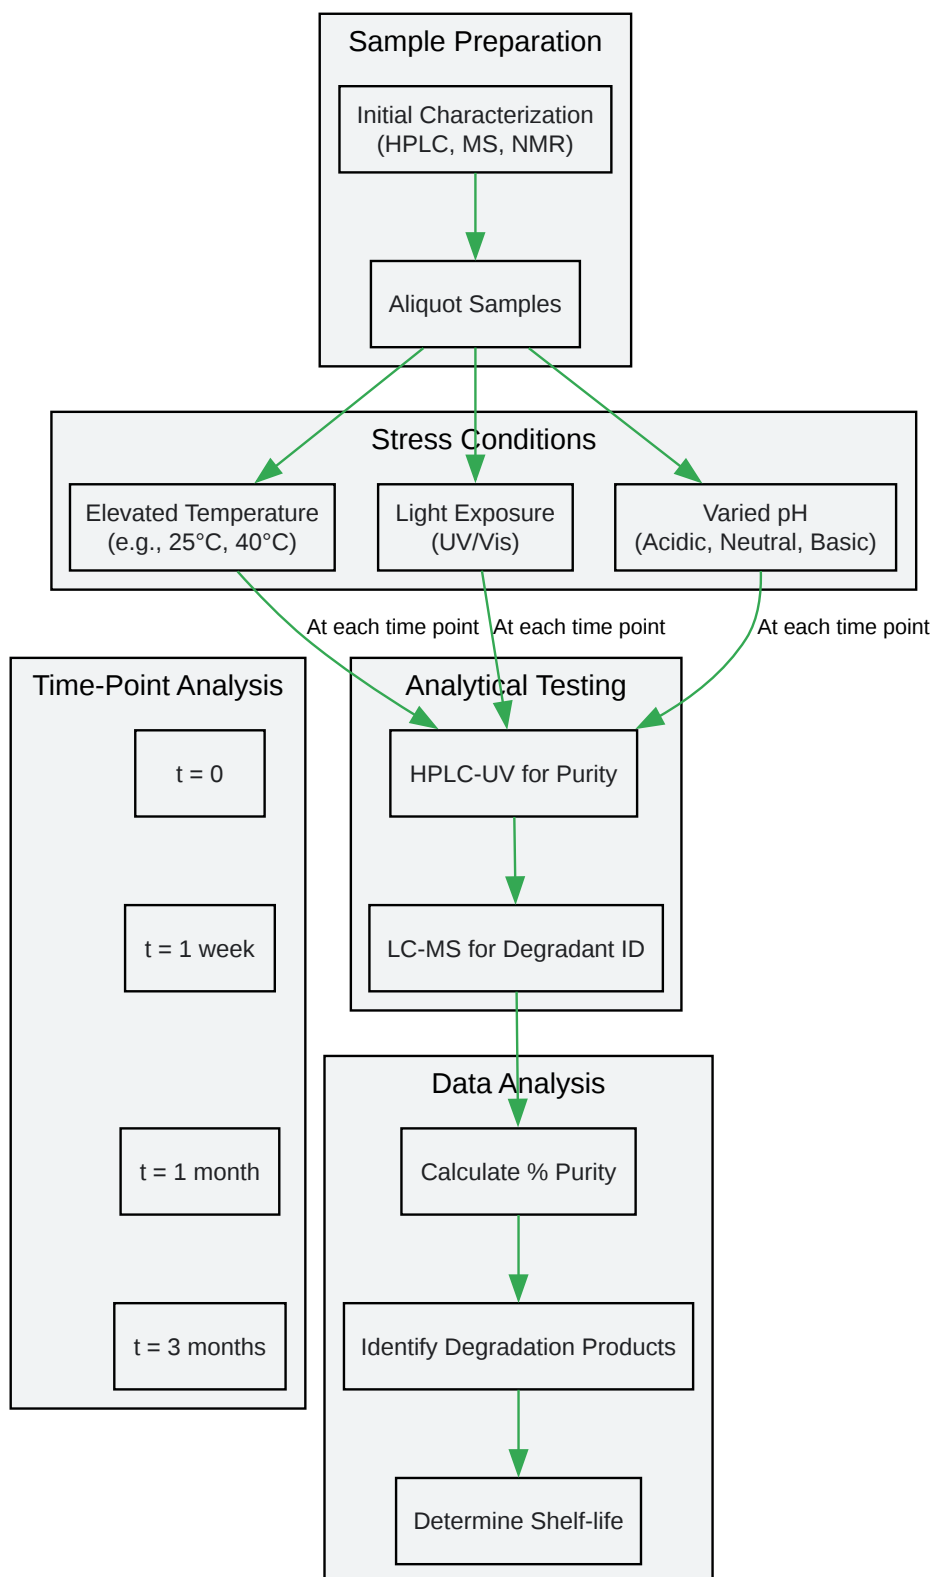 Sample Preparation
Initial Characterization
(HPLC, MS, NMR)
Aliquot Samples
Stress Conditions
Elevated Temperature
(e.g., 25°C, 40°C)
Light Exposure
(UV/Vis)
Varied pH
(Acidic, Neutral, Basic)
At each time point
At each time point
At each time point
Time-Point Analysis
t = 0
t = 1 week
t = 1 month
t = 3 months
Analytical Testing
HPLC-UV for Purity
LC-MS for Degradant ID
Data Analysis
Calculate % Purity
Identify Degradation Products
Determine Shelf-life